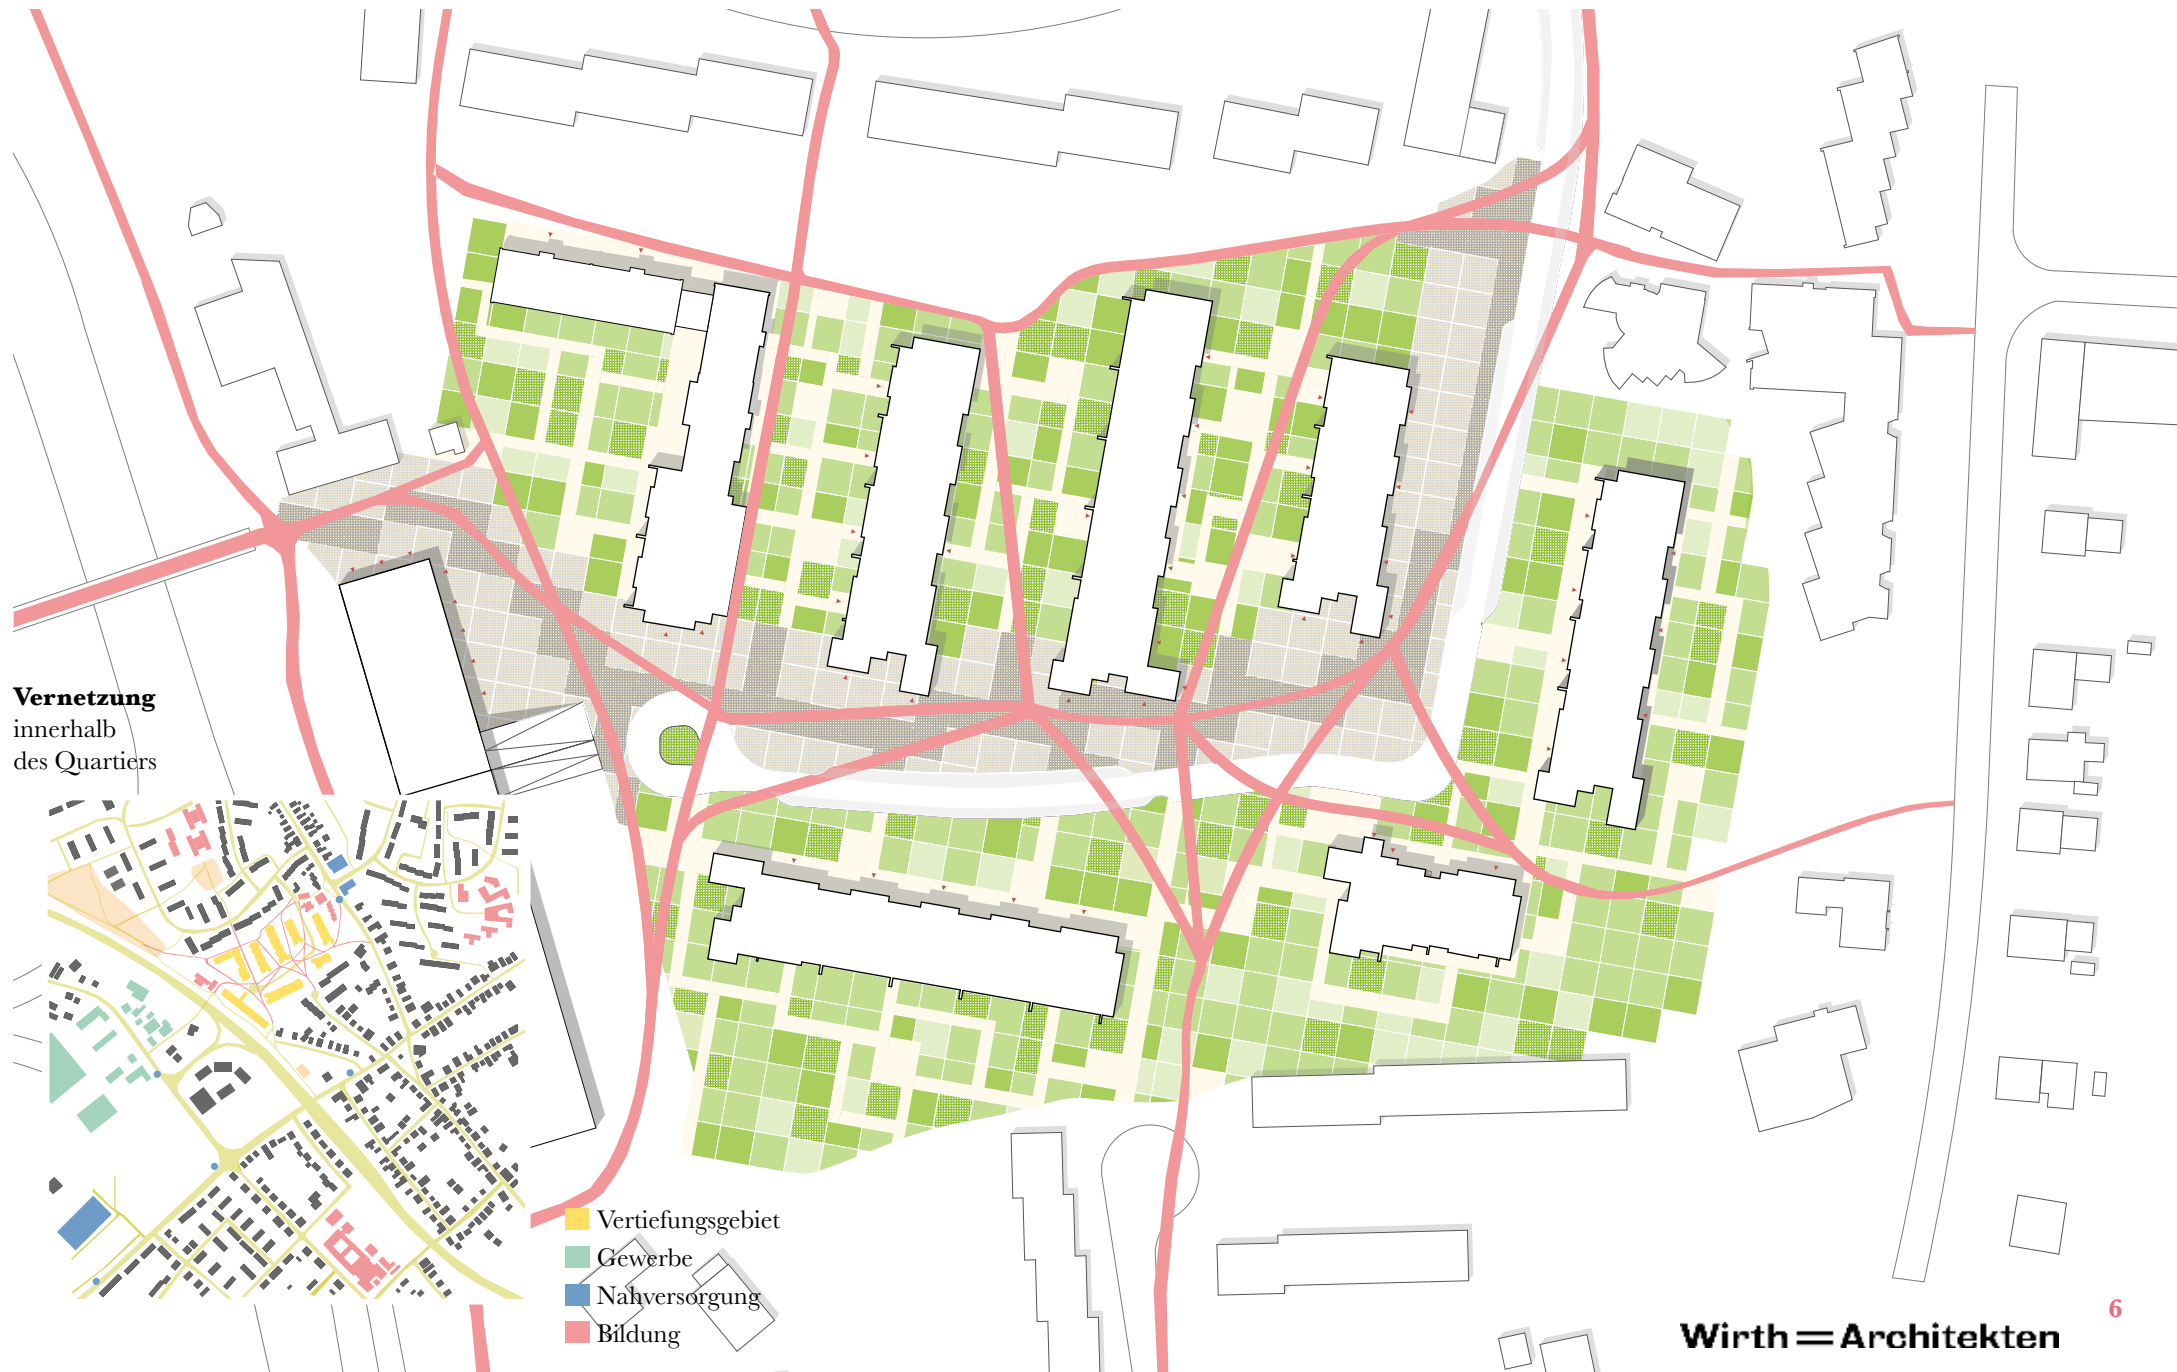 Vernetzung
innerhalb
des Quartiers
Vertiefungsgebiet
Gewerbe
Nahversorgung
Bildung
6
Wirth=Architekten